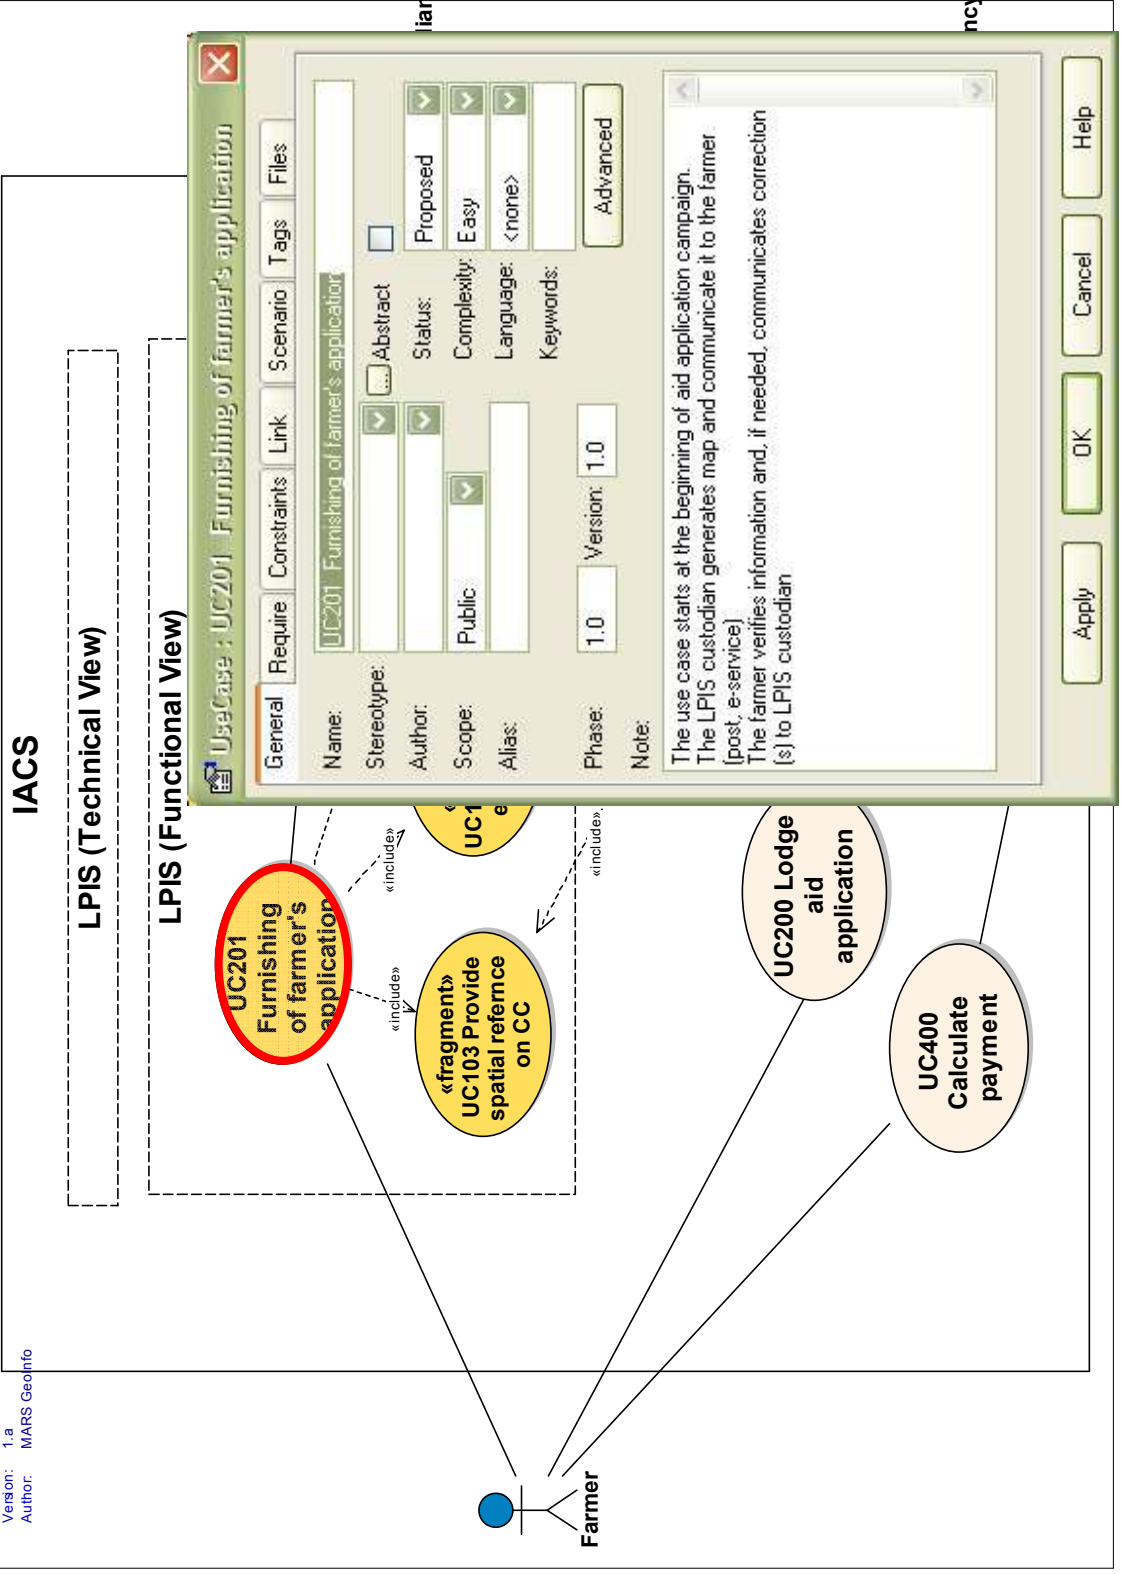 Version: 1.a
Author: MARS GeoInfo
IACS
LPIS (Technical View)
LPIS (Functional View)
UC201
Furnishing
of farmer's
application
«include»
«include»
«include»
«fragment»
UC103 Provide
spatial refernce
on CC
UC1
UC200 Lodge
aid
application
UC400
Calculate
payment
Farmer
UseCase : UC201 Furnishing of farmer's application
General Require Constraints Link Scenario Tags Files
Name: UC201 Furnishing of farmer's application
Stereotype: ... Abstract
Author: Status: Proposed
Scope: Public Complexity: Easy
Alias: Language: <none>
Keywords:
Phase: 1.0 Version: 1.0 Advanced
Note:
The use case starts at the beginning of aid application campaign.
The LPIS custodian generates map and communicate it to the farmer.
(post, e-service)
The farmer verifies information and, if needed, communicates correction
(s) to LPIS custodian
Apply OK Cancel Help